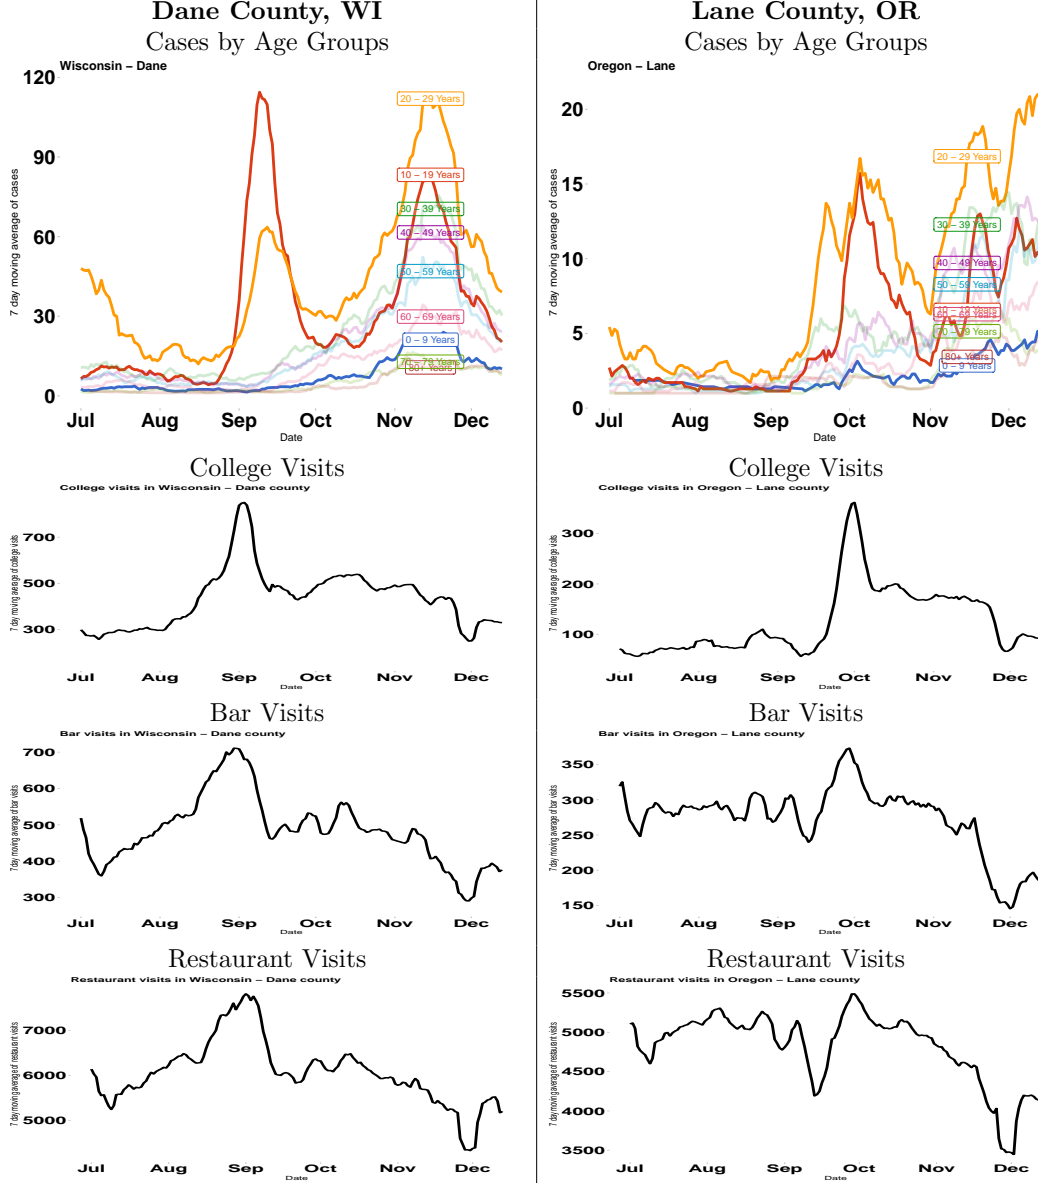 Dane County, WI
Cases by Age Groups
Wisconsin – Dane
7 day moving average of cases
120
90
60
30
0
20 – 29 Years
10 – 19 Years
30 – 39 Years
40 – 49 Years
50 – 59 Years
60 – 69 Years
0 – 9 Years
70 – 79 Years
80+ Years
Jul Aug Sep Oct Nov Dec
Date
College Visits
College visits in Wisconsin – Dane county
7 day moving average of college visits
700
500
300
Jul Aug Sep Oct Nov Dec
Date
Bar Visits
Bar visits in Wisconsin – Dane county
7 day moving average of bar visits
700
600
500
400
300
Jul Aug Sep Oct Nov Dec
Date
Restaurant Visits
Restaurant visits in Wisconsin – Dane county
7 day moving average of restaurant visits
7000
6000
5000
Jul Aug Sep Oct Nov Dec
Date
Lane County, OR
Cases by Age Groups
Oregon – Lane
7 day moving average of cases
20
15
10
5
0
20 – 29 Years
30 – 39 Years
40 – 49 Years
50 – 59 Years
10 – 19 Years
60 – 69 Years
70 – 79 Years
80+ Years
0 – 9 Years
Jul Aug Sep Oct Nov Dec
Date
College Visits
College visits in Oregon – Lane county
7 day moving average of college visits
300
200
100
Jul Aug Sep Oct Nov Dec
Date
Bar Visits
Bar visits in Oregon – Lane county
7 day moving average of bar visits
350
300
250
200
150
Jul Aug Sep Oct Nov Dec
Date
Restaurant Visits
Restaurant visits in Oregon – Lane county
7 day moving average of restaurant visits
5500
5000
4500
4000
3500
Jul Aug Sep Oct Nov Dec
Date